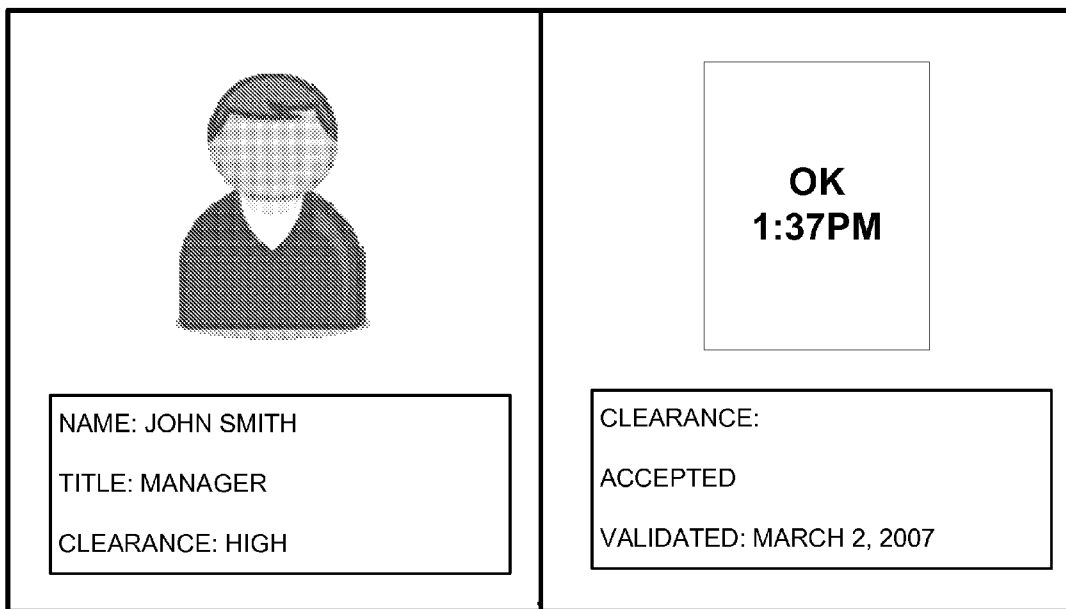 NAME: JOHN SMITH
TITLE: MANAGER
CLEARANCE: HIGH
OK
1:37PM
CLEARANCE:
ACCEPTED
VALIDATED: MARCH 2, 2007